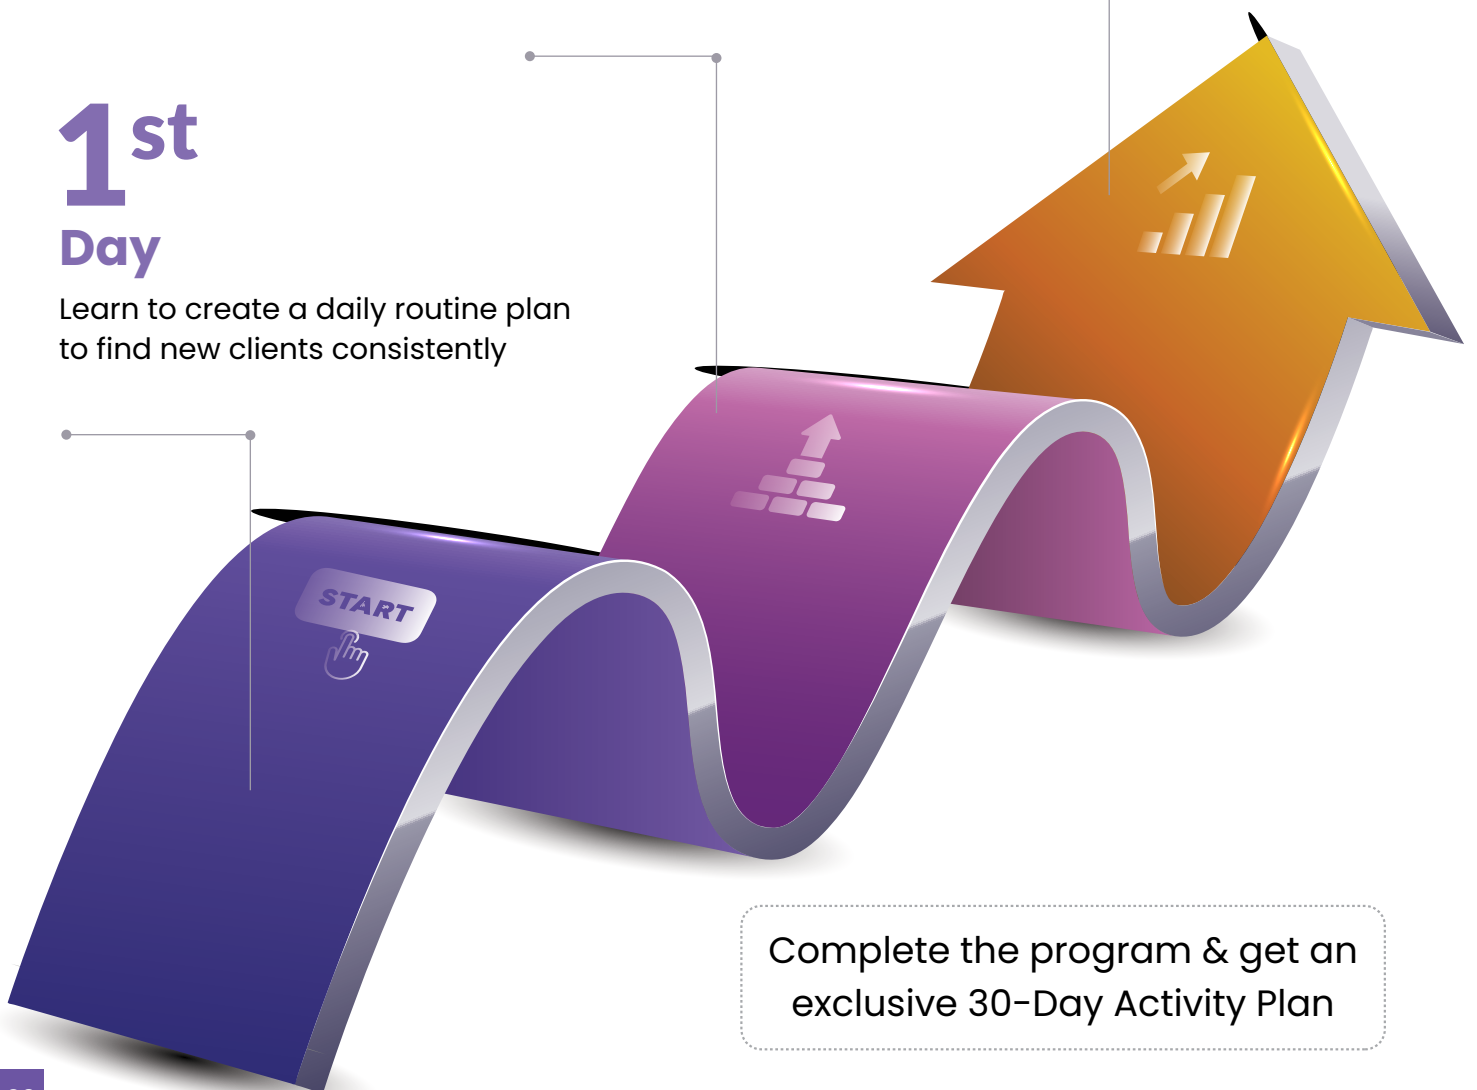 1st
Day
Learn to create a daily routine plan
to find new clients consistently
START
Complete the program & get an
exclusive 30-Day Activity Plan